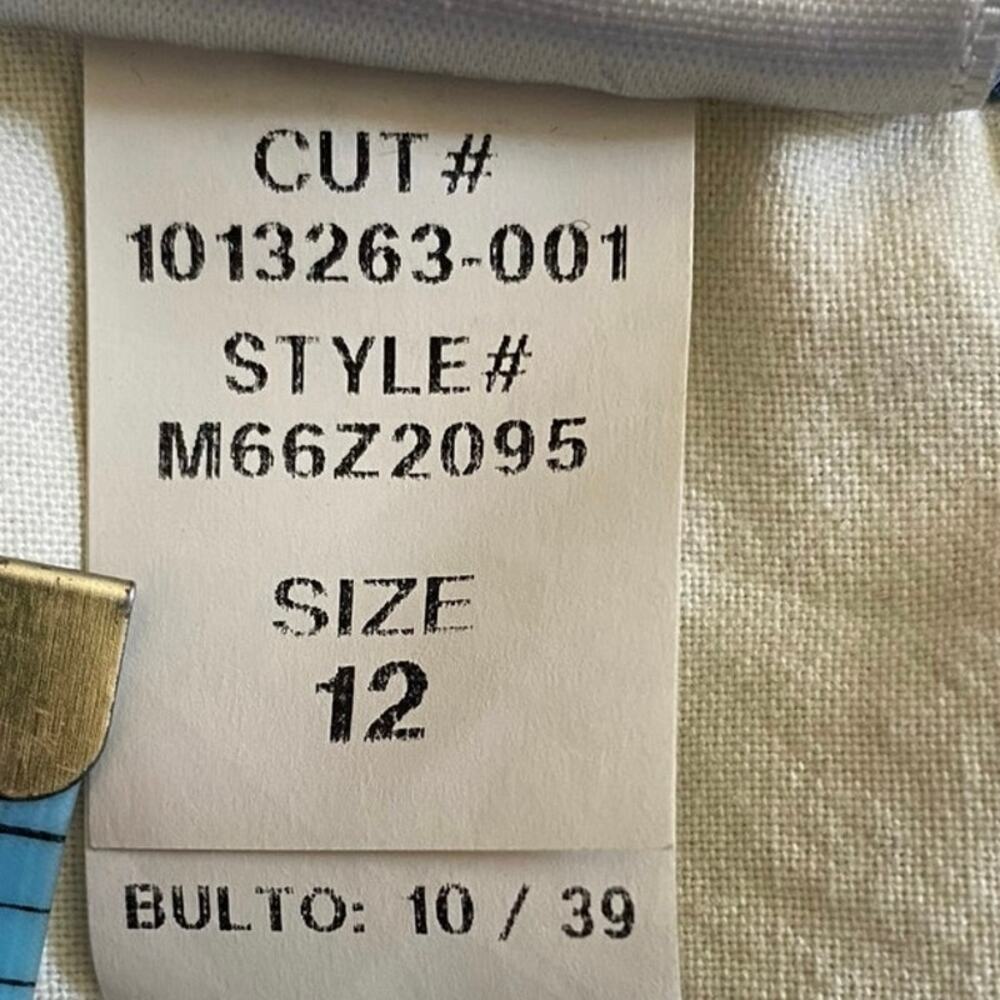 CUT#
1013263-001
STYLE#
M66Z2095
SIZE
12
BULTO: 10 / 39